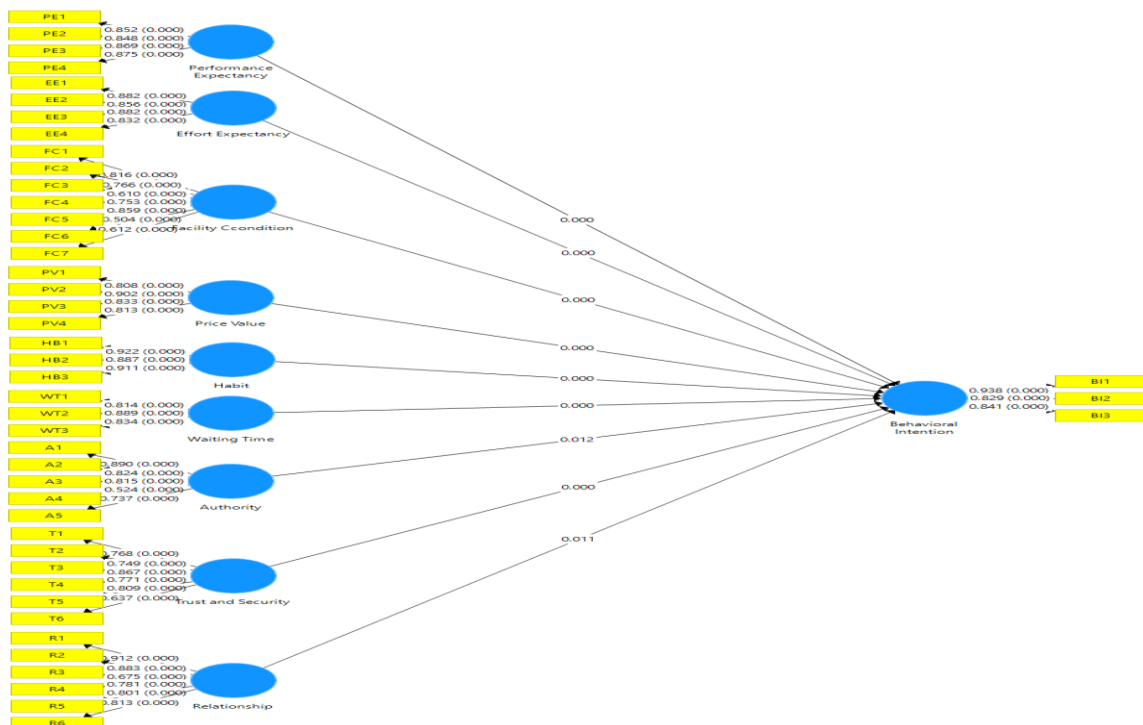 PE1
PE2
PE3
PE4
0.852 (0.000)
0.848 (0.000)
0.869 (0.000)
0.875 (0.000)
Performance
Expectancy
EE1
EE2
EE3
EE4
0.882 (0.000)
0.856 (0.000)
0.882 (0.000)
0.832 (0.000)
Effort Expectancy
FC1
FC2
FC3
FC4
FC5
FC6
FC7
0.816 (0.000)
0.766 (0.000)
0.610 (0.000)
0.753 (0.000)
0.859 (0.000)
0.504 (0.000)
0.612 (0.000)
Facility Ccondition
PV1
PV2
PV3
PV4
0.808 (0.000)
0.902 (0.000)
0.833 (0.000)
0.813 (0.000)
Price Value
HB1
HB2
HB3
0.922 (0.000)
0.887 (0.000)
0.911 (0.000)
Habit
WT1
WT2
WT3
0.814 (0.000)
0.889 (0.000)
0.834 (0.000)
Waiting Time
A1
A2
A3
A4
A5
0.890 (0.000)
0.824 (0.000)
0.815 (0.000)
0.524 (0.000)
0.737 (0.000)
Authority
T1
T2
T3
T4
T5
T6
0.768 (0.000)
0.749 (0.000)
0.867 (0.000)
0.771 (0.000)
0.809 (0.000)
0.637 (0.000)
Trust and Security
R1
R2
R3
R4
R5
R6
0.912 (0.000)
0.883 (0.000)
0.675 (0.000)
0.781 (0.000)
0.801 (0.000)
0.813 (0.000)
Relationship
0.000
0.000
0.000
0.000
0.000
0.000
0.012
0.000
0.011
Behavioral
Intention
0.938 (0.000)
0.829 (0.000)
0.841 (0.000)
BI1
BI2
BI3